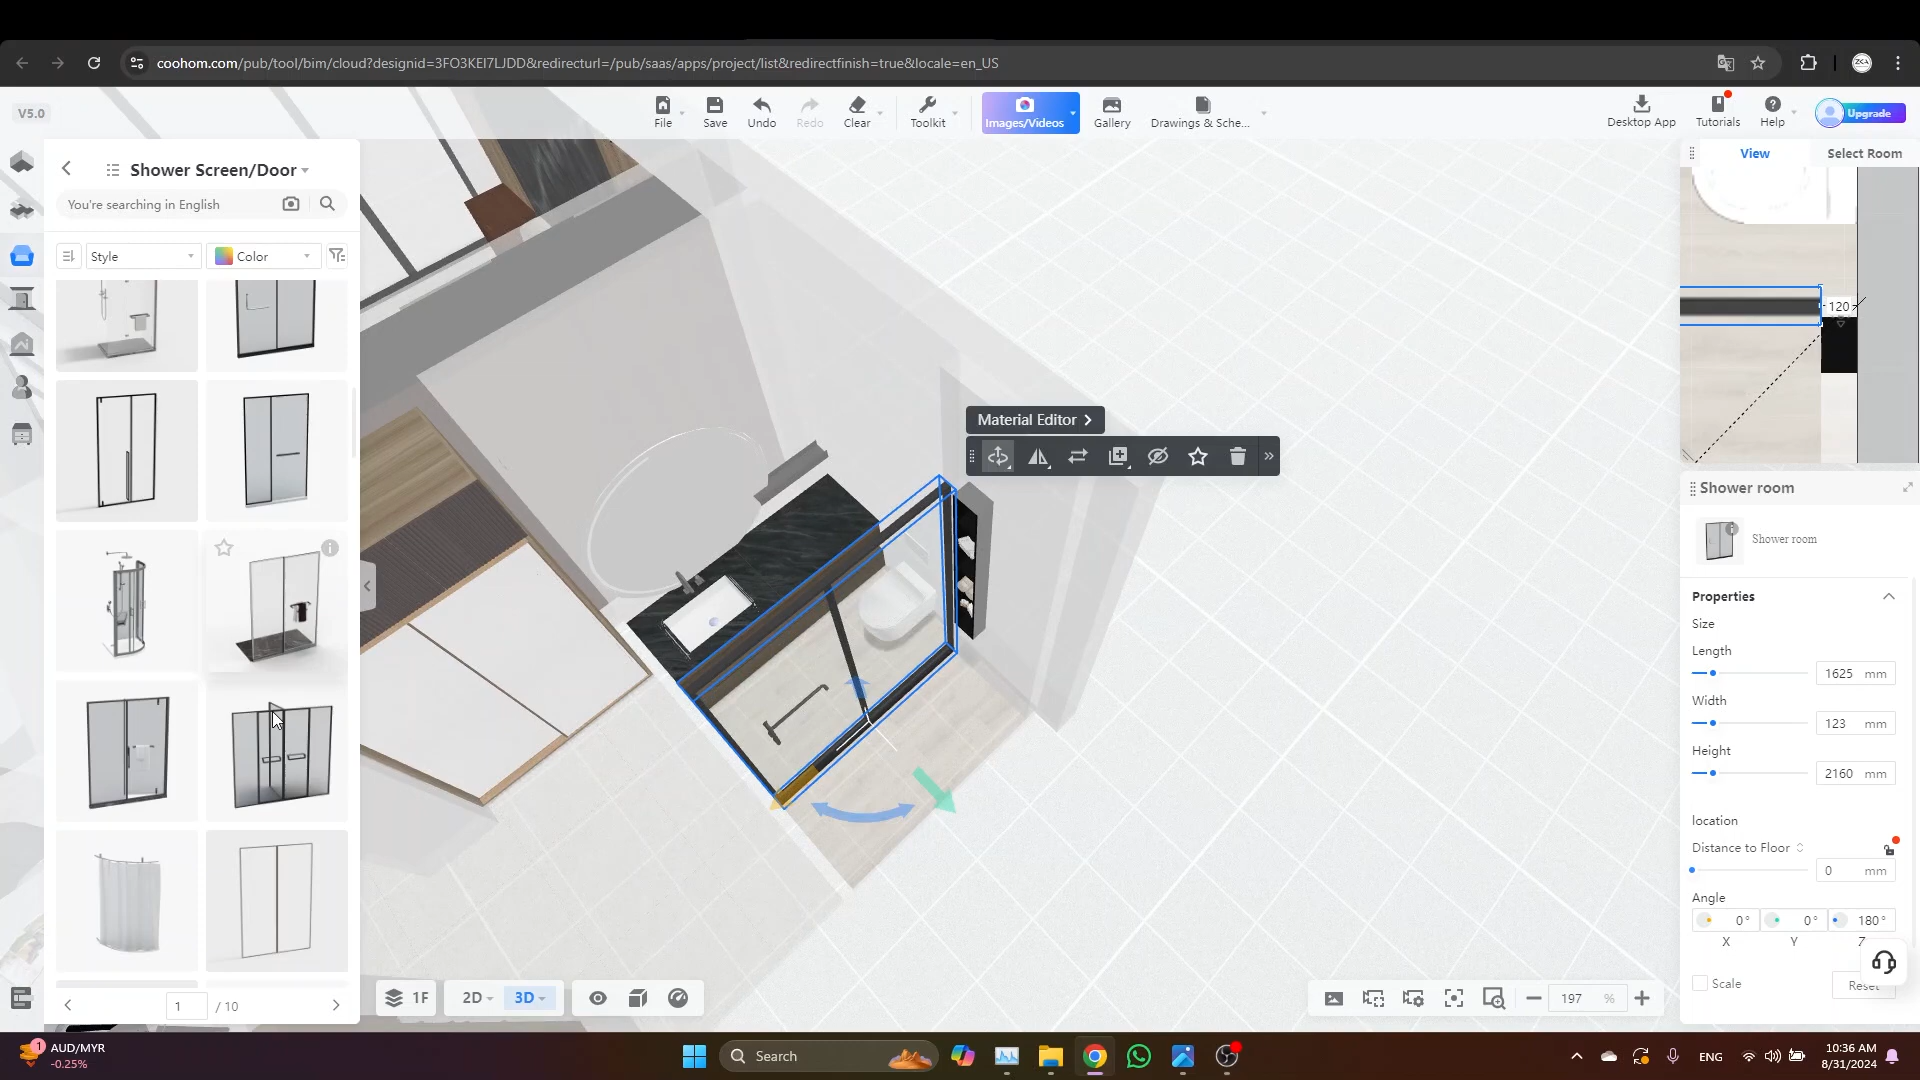 coohom.com/pub/tool/bim/cloud?designid=3FO3KEI7LJDD&redirecturl=/pub/saas/apps/project/list&redirectfinish=true&locale=en_US
V5.0
File
Save
Undo
Redo
Clear
Toolkit
Images/Videos
Gallery
Drawings & Sche...
Desktop App
Tutorials
Help
Upgrade
Shower Screen/Door
You're searching in English
Style
Color
1 / 10
Material Editor
View
Select Room
120
Shower room
Shower room
Properties
Size
Length
1625 mm
Width
123 mm
Height
2160 mm
location
Distance to Floor
0 mm
Angle
0° 0° 180°
X Y Z
Scale
Reset
1F
2D
3D
197 %
1
AUD/MYR
-0.25%
Search
ENG
10:36 AM
8/31/2024